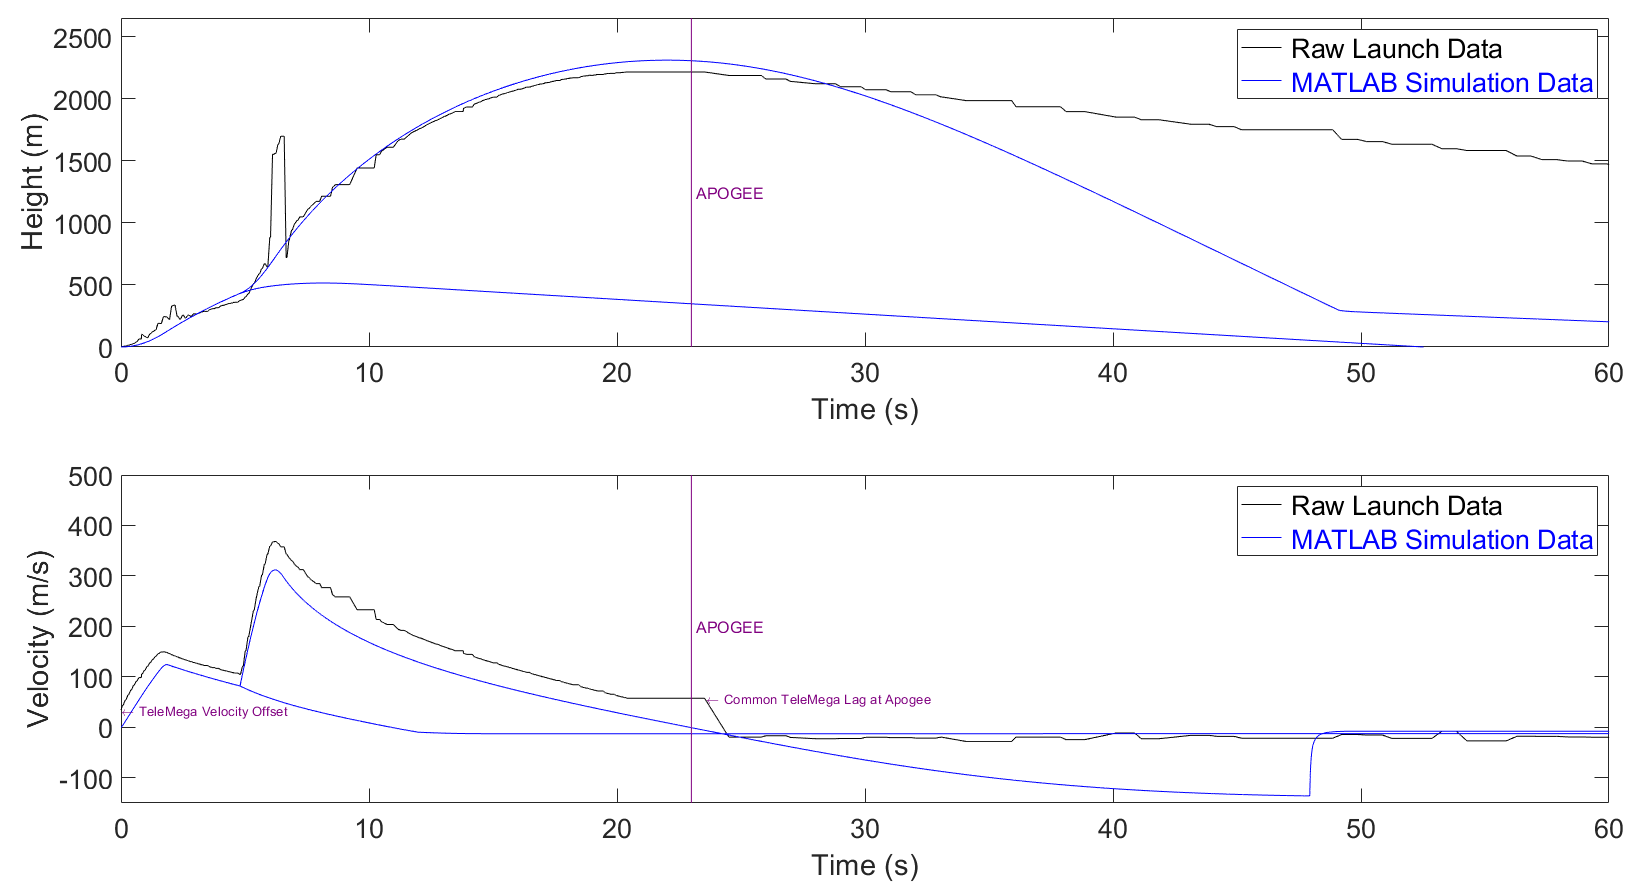 2500
2000
1500
1000
500
0
Height (m)
Raw Launch Data
MATLAB Simulation Data
APOGEE
0 10 20 30 40 50 60
Time (s)
500
400
300
200
100
0
-100
Velocity (m/s)
Raw Launch Data
MATLAB Simulation Data
APOGEE
Common TeleMega Lag at Apogee
TeleMega Velocity Offset
0 10 20 30 40 50 60
Time (s)